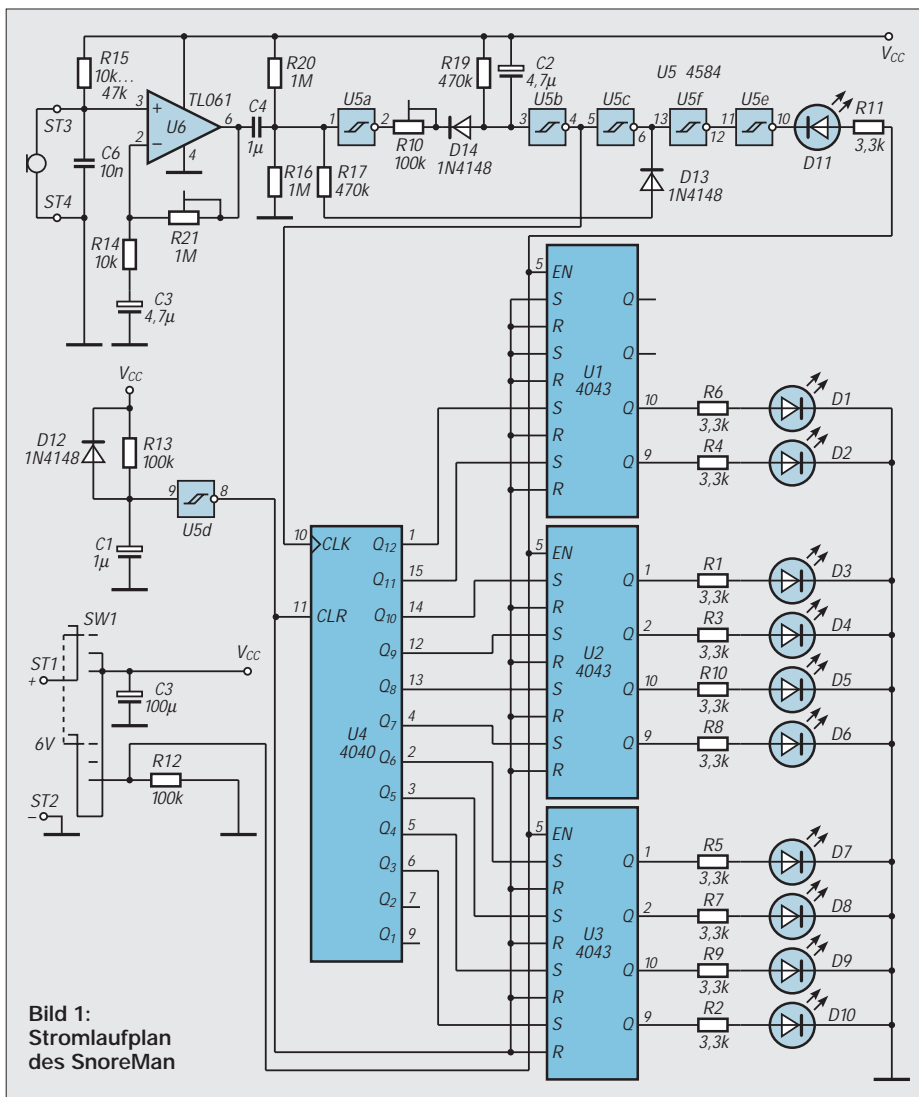 R15
10k...
47k
ST3
ST4
C6
10n
3
+
2
–
TL061
U6
6
4
R14
10k
C3
4,7µ
R21
1M
C4
1µ
R20
1M
R16
1M
R17
470k
1
U5a
2
R10
100k
D14
1N4148
R19
470k
C2
4,7µ
3
U5b
4
5
U5c
6
D13
1N4148
U5 4584
13
U5f
12
11
U5e
10
D11
R11
3,3k
VCC
VCC
D12
1N4148
R13
100k
C1
1µ
9
U5d
8
SW1
ST1
+
6V
ST2
–
VCC
C3
100µ
R12
100k
10
CLK
11
CLR
U4
4040
Q12
1
Q11
15
Q10
14
Q9
12
Q8
13
Q7
4
Q6
2
Q5
3
Q4
5
Q3
6
Q2
7
Q1
9
5
EN
S
R
S
R
S
R
S
R
U1
4043
Q
Q
Q
10
R6
3,3k
D1
Q
9
R4
3,3k
D2
5
EN
S
R
S
R
S
R
S
R
U2
4043
Q
1
R1
3,3k
D3
Q
2
R3
3,3k
D4
Q
10
R10
3,3k
D5
Q
9
R8
3,3k
D6
5
EN
S
R
S
R
S
R
S
R
U3
4043
Q
1
R5
3,3k
D7
Q
2
R7
3,3k
D8
Q
10
R9
3,3k
D9
Q
9
R2
3,3k
D10
Bild 1:
Stromlaufplan
des SnoreMan